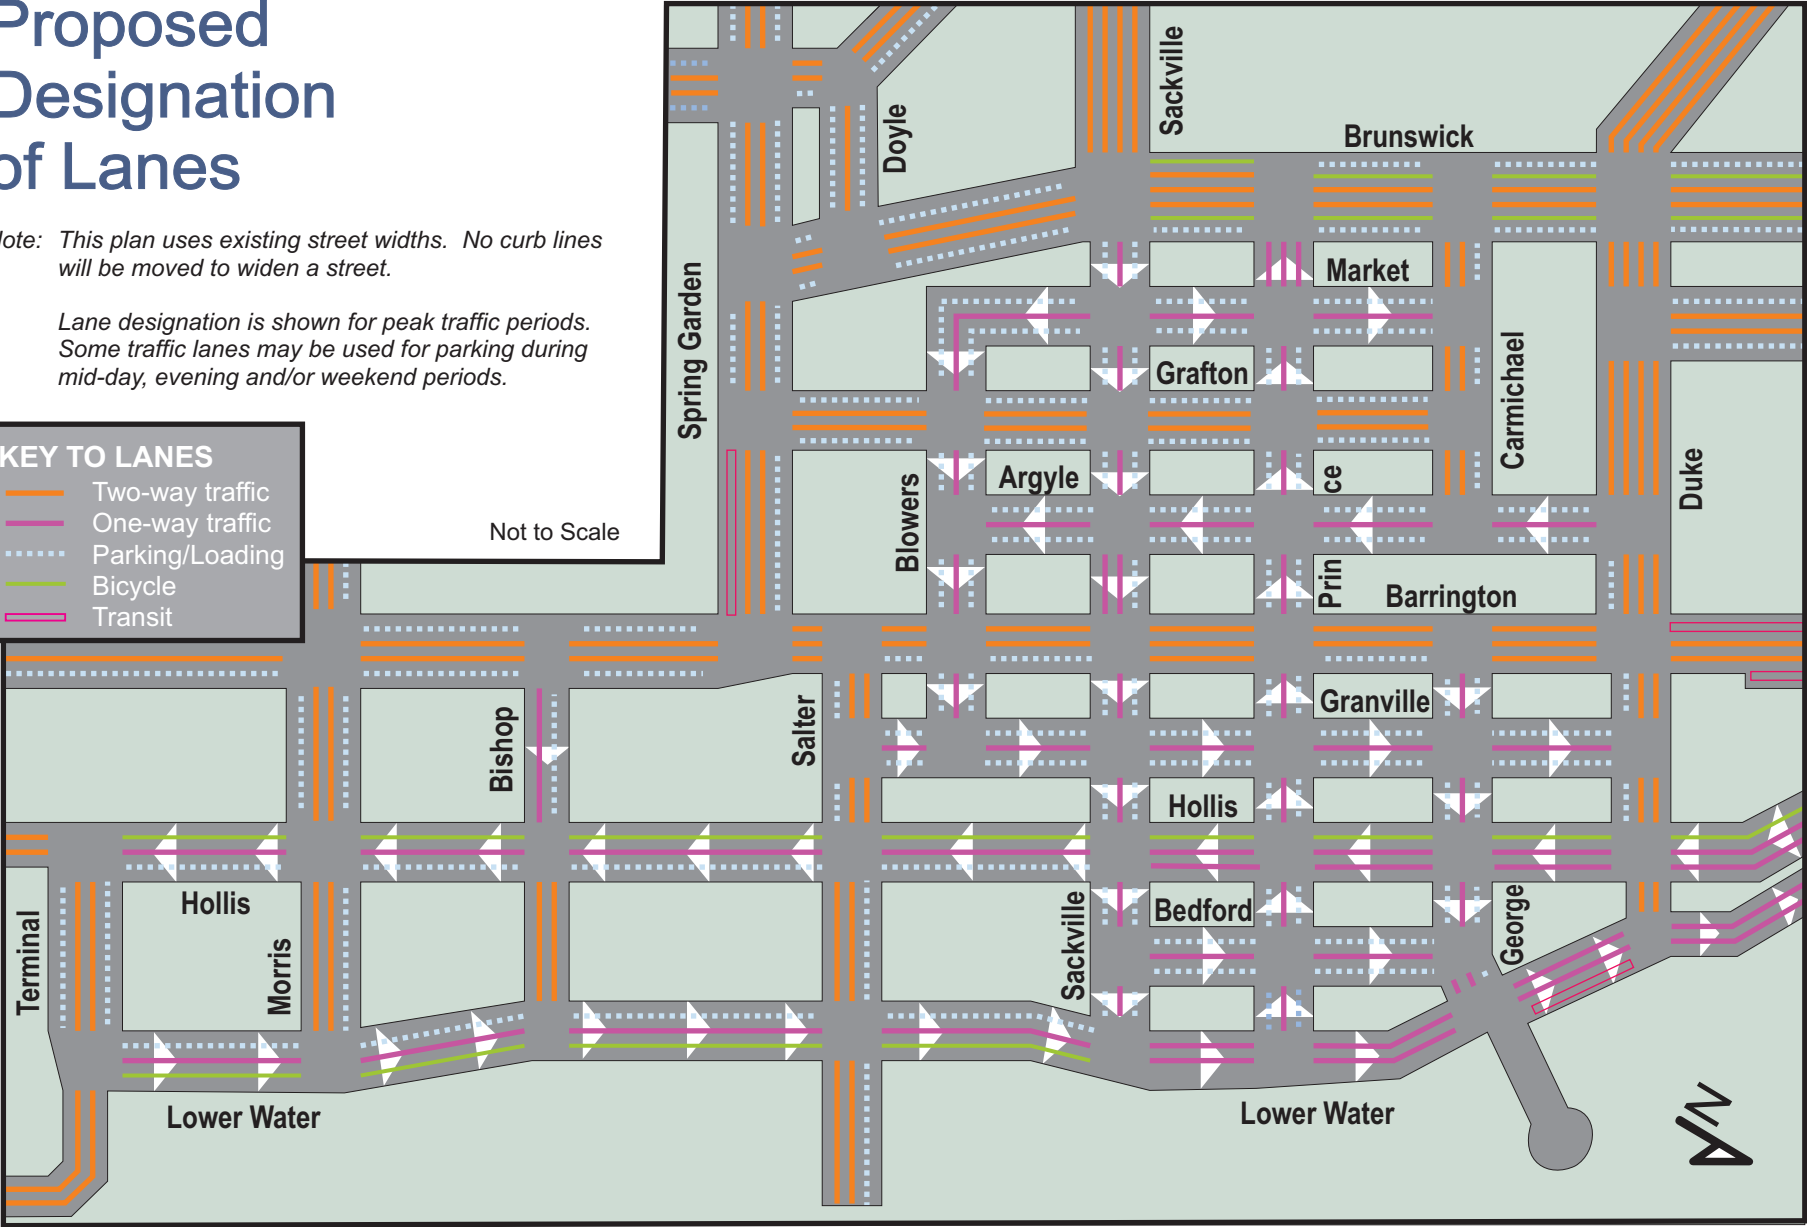 Proposed
Designation
of Lanes
Note: This plan uses existing street widths. No curb lines
will be moved to widen a street.
Lane designation is shown for peak traffic periods.
Some traffic lanes may be used for parking during
mid-day, evening and/or weekend periods.
KEY TO LANES
Two-way traffic
One-way traffic
Parking/Loading
Bicycle
Transit
Not to Scale
Doyle
Sackville
Brunswick
Spring Garden
Market
Grafton
Carmichael
Duke
Blowers
Argyle
Prin ce
Barrington
Bishop
Salter
Granville
Hollis
Hollis
Terminal
Morris
Sackville
Bedford
George
Lower Water
Lower Water
N